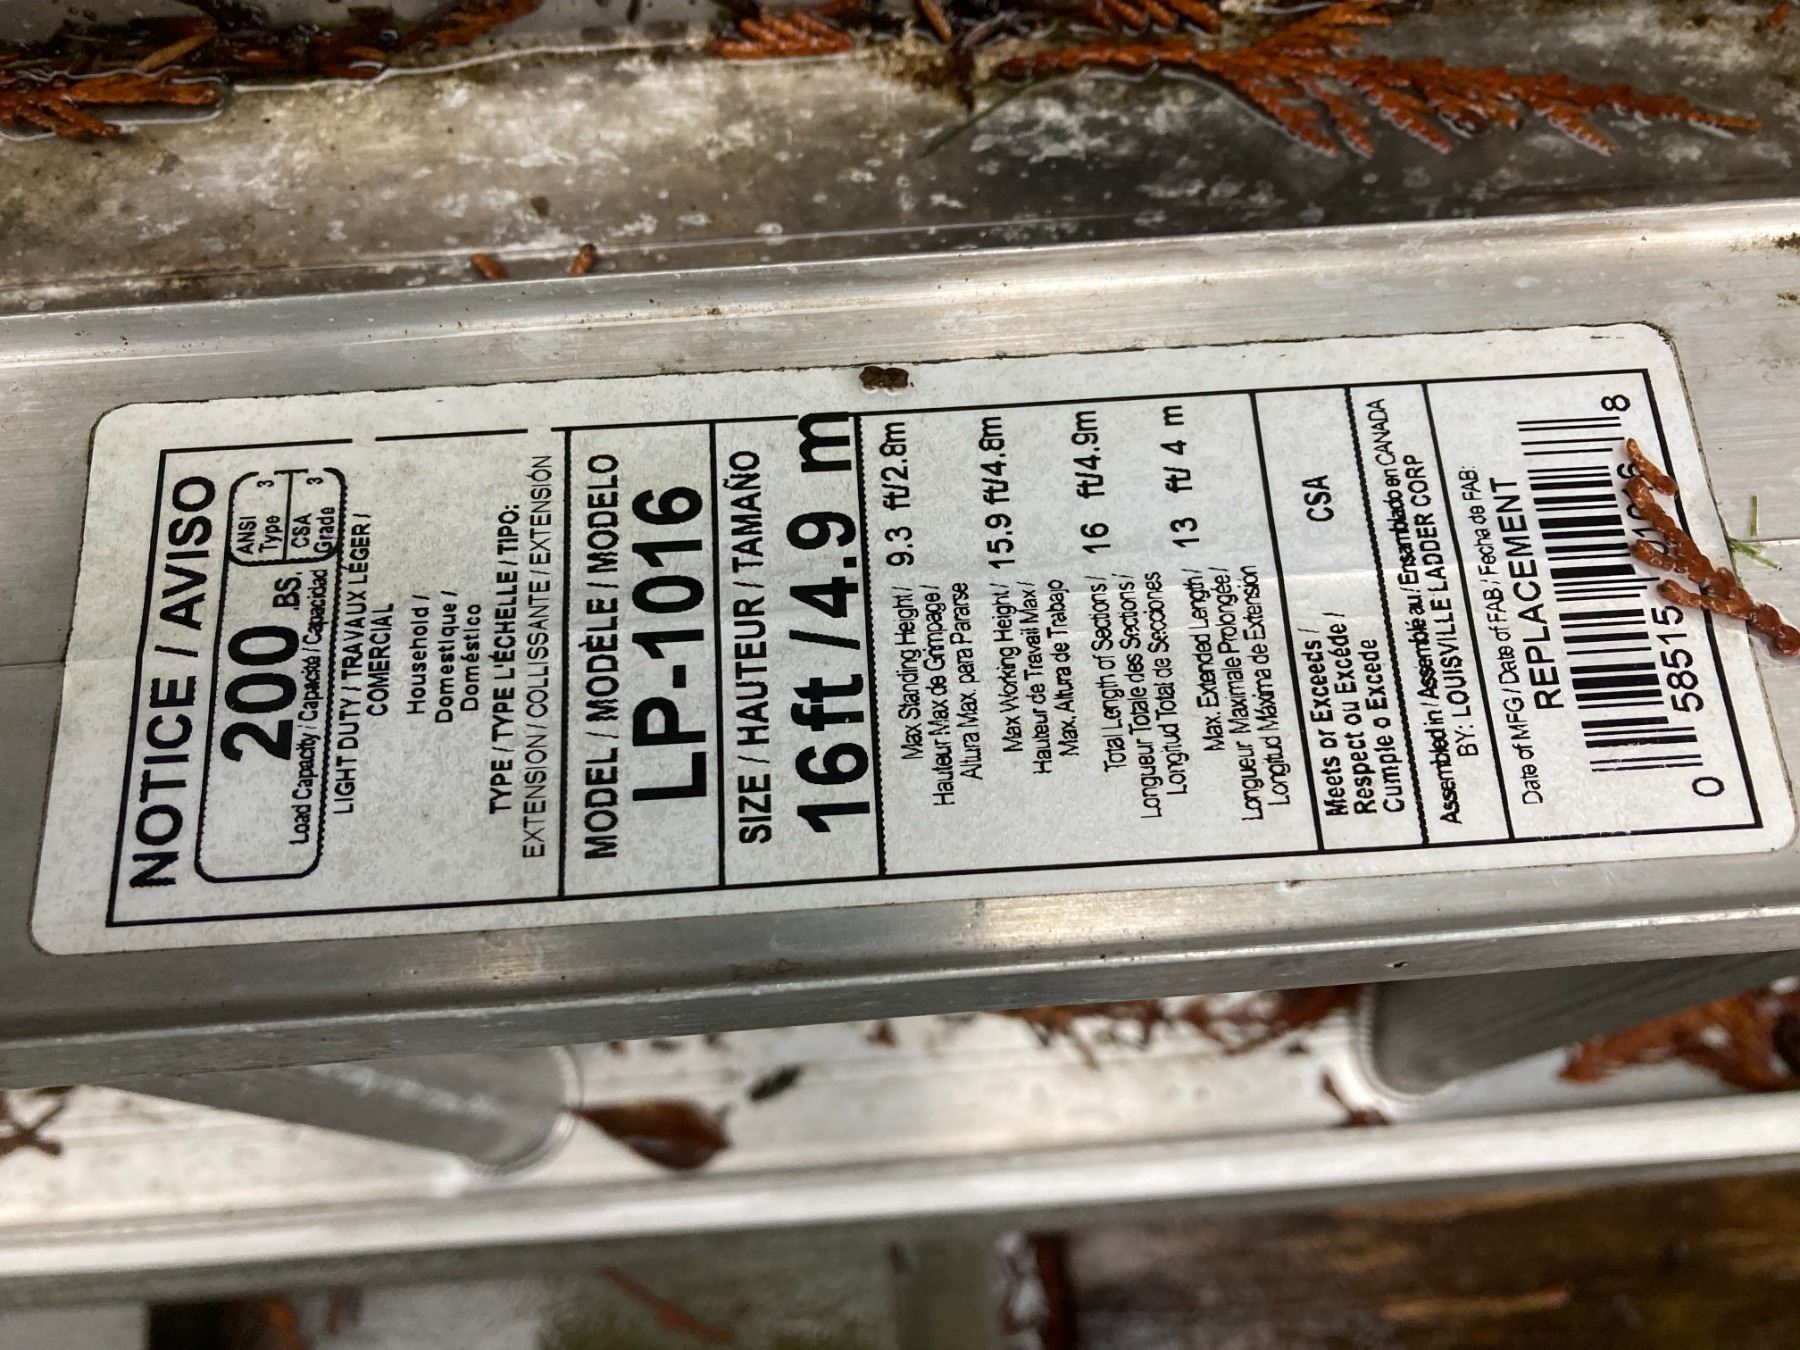 NOTICE / AVISO
200 BS.
ANSI
Type 3
CSA
Grade 3
Load Capacity / Capacité / Capacidad
LIGHT DUTY / TRAVAUX LÉGER /
COMERCIAL
Household /
Domestique /
Doméstico
TYPE / TYPE L'ÉCHELLE / TIPO:
EXTENSION / COLLISSANTE / EXTENSIÓN
MODEL / MODÈLE / MODELO
LP-1016
SIZE / HAUTEUR / TAMAÑO
16ft / 4.9 m
Max Standing Height / 9.3 ft/2.8m
Hauteur Max de Grimpage /
Altura Max. para Pararse
Max Working Height / 15.9 ft/4.8m
Hauteur de Travail Max /
Max. Altura de Trabajo
Total Length of Sections / 16 ft/4.9m
Longueur Totale des Sections /
Longitud Total de Secciones
Max. Extended Length / 13 ft/ 4 m
Longueur Maximale Prolongée /
Longitud Máxima de Extensión
Meets or Exceeds /
Respect ou Excéde / CSA
Cumple o Excede
Assembled in / Assemblé au / Ensamblado en CANADA
BY: LOUISVILLE LADDER CORP
Date of MFG / Date of FAB / Fecha de FAB:
REPLACEMENT
0 58515 8